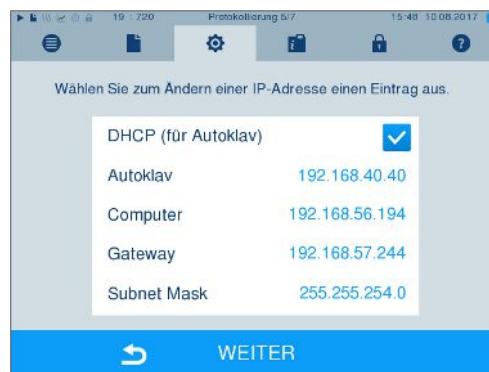 19 : 720 Protokollierung 5/7 15:48 10.08.2017
Wählen Sie zum Ändern einer IP-Adresse einen Eintrag aus.
DHCP (für Autoklav)
Autoklav 192.168.40.40
Computer 192.168.56.194
Gateway 192.168.57.244
Subnet Mask 255.255.254.0
WEITER